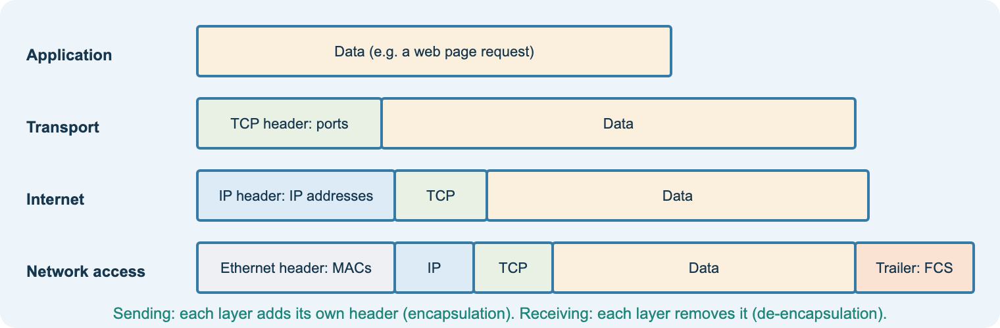 Application
Data (e.g. a web page request)
Transport
TCP header: ports
Data
Internet
IP header: IP addresses
TCP
Data
Network access
Ethernet header: MACs
IP
TCP
Data
Trailer: FCS
Sending: each layer adds its own header (encapsulation). Receiving: each layer removes it (de-encapsulation).